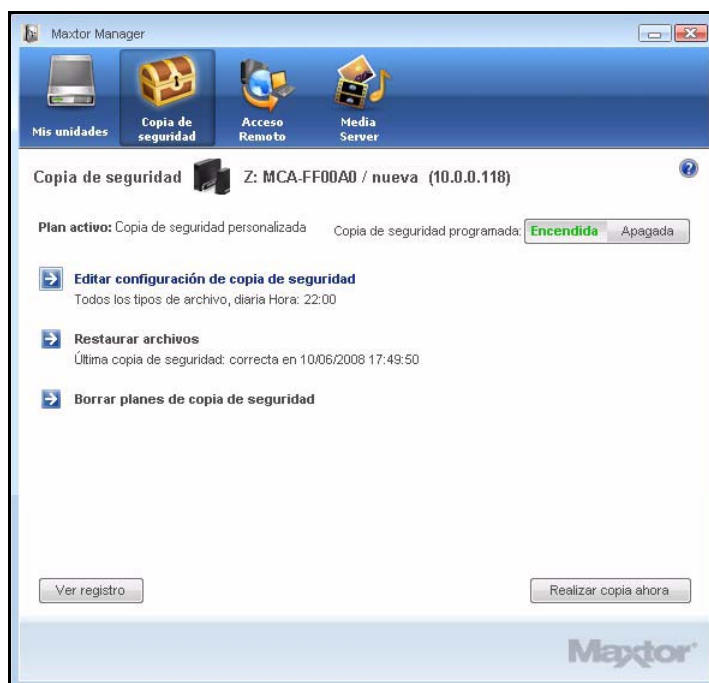 Maxtor Manager
Mis unidades
Copia de
seguridad
Acceso
Remoto
Media
Server
Copia de seguridad Z: MCA-FF00A0 / nueva (10.0.0.118)
Plan activo: Copia de seguridad personalizada Copia de seguridad programada: Encendida Apagada
Editar configuración de copia de seguridad
Todos los tipos de archivo, diaria Hora: 22:00
Restaurar archivos
Última copia de seguridad: correcta en 10/06/2008 17:49:50
Borrar planes de copia de seguridad
Ver registro Realizar copia ahora
Maxtor